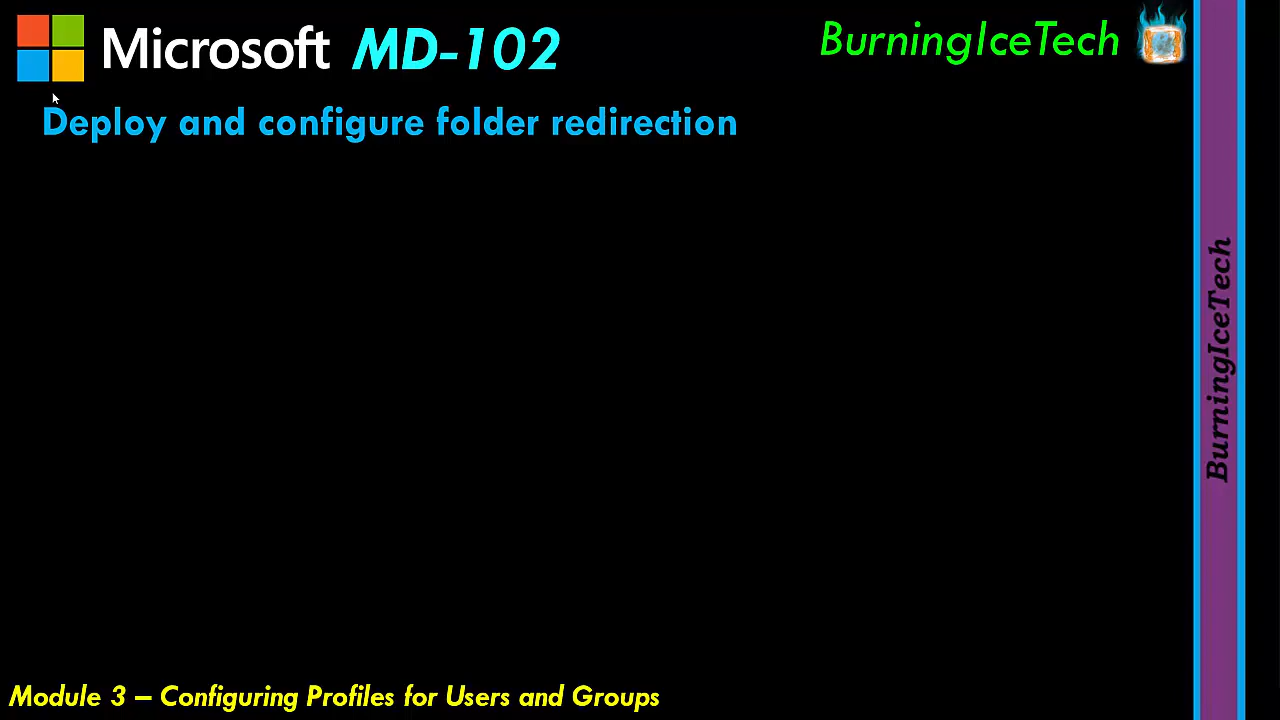 Microsoft MD-102
BurningIceTech
Deploy and configure folder redirection
BurningIceTech
Module 3 – Configuring Profiles for Users and Groups